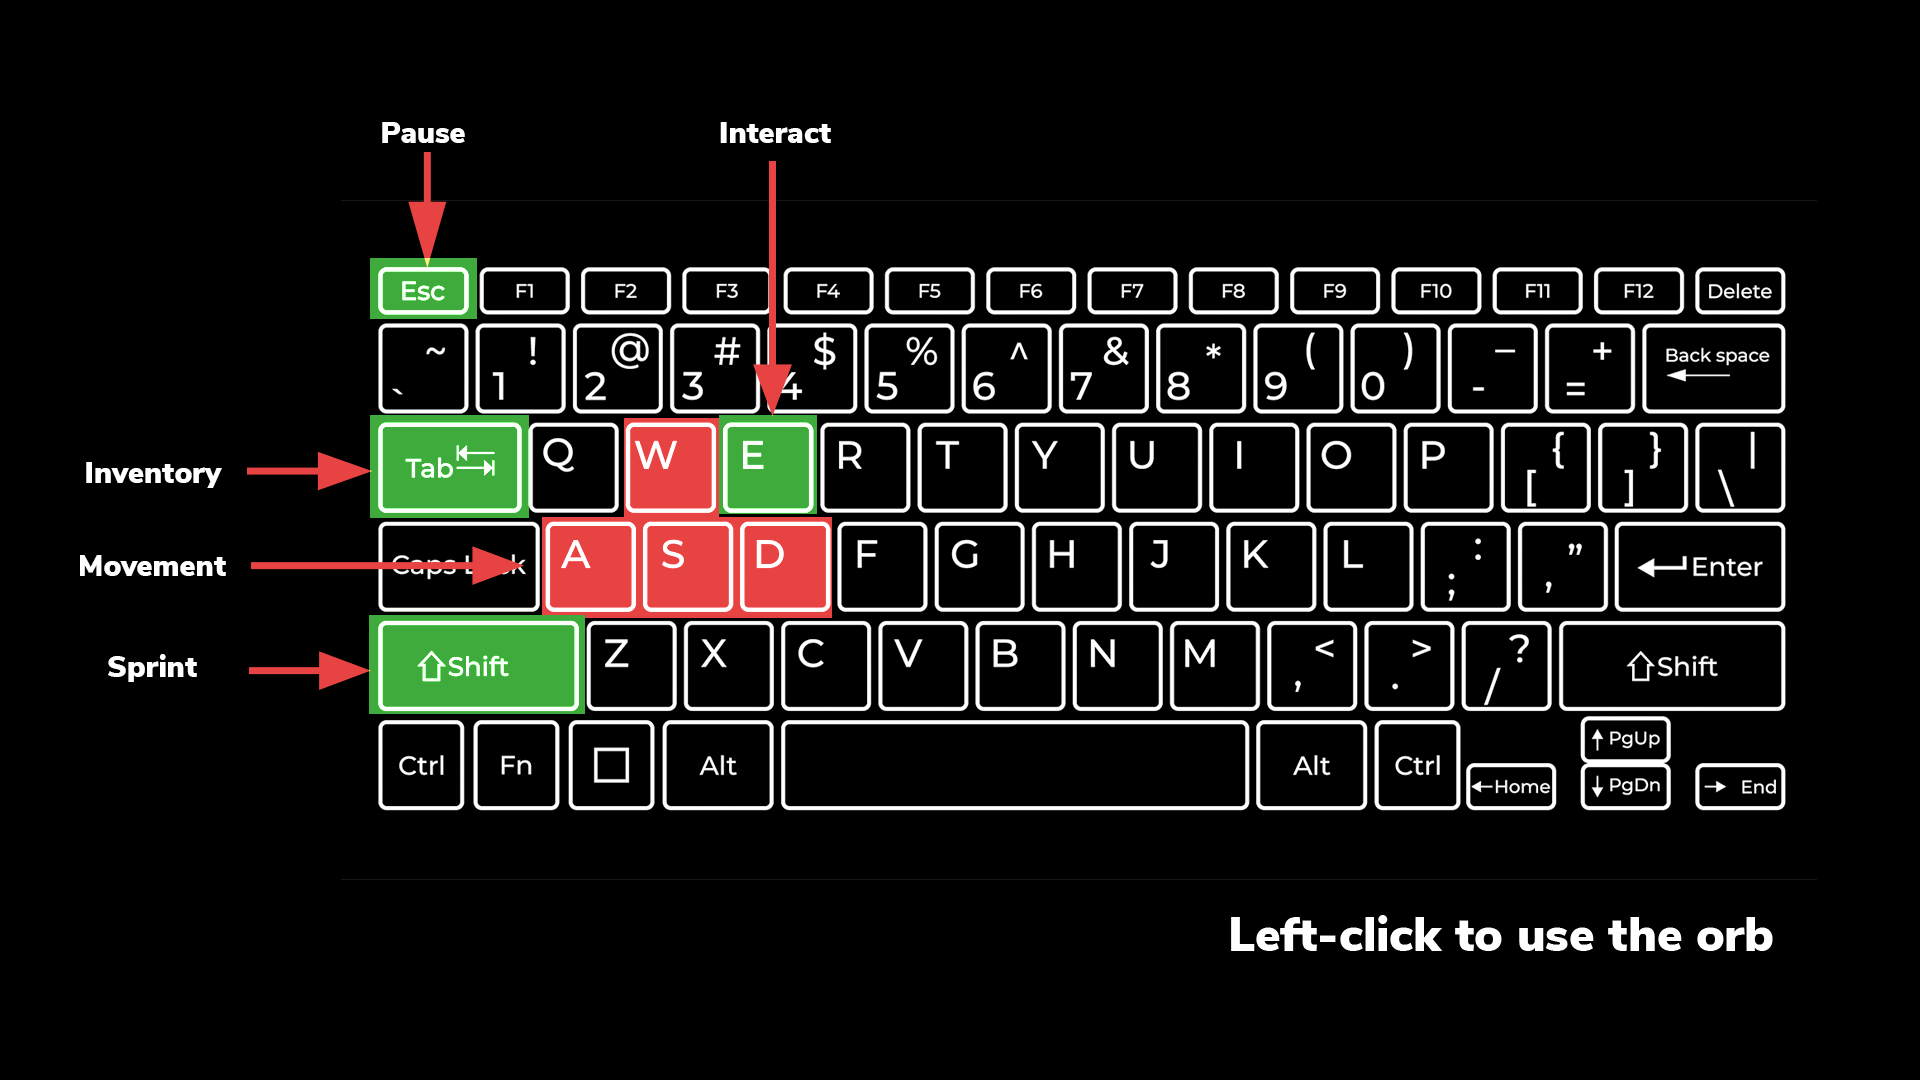 Pause Interact
Esc F1 F2 F3 F4 F5 F6 F7 F8 F9 F10 F11 F12 Delete
~ ! @ # $ % ^ & * ( ) – + Back space
` 1 2 3 4 5 6 7 8 9 0 - =
Inventory Tab Q W E R T Y U I O P { [ } ] | \
Movement Caps Lock A S D F G H J K L : ; ” , Enter
Sprint Shift Z X C V B N M < , > . ? / Shift
Ctrl Fn Alt Alt Ctrl Home PgUp PgDn End
Left-click to use the orb